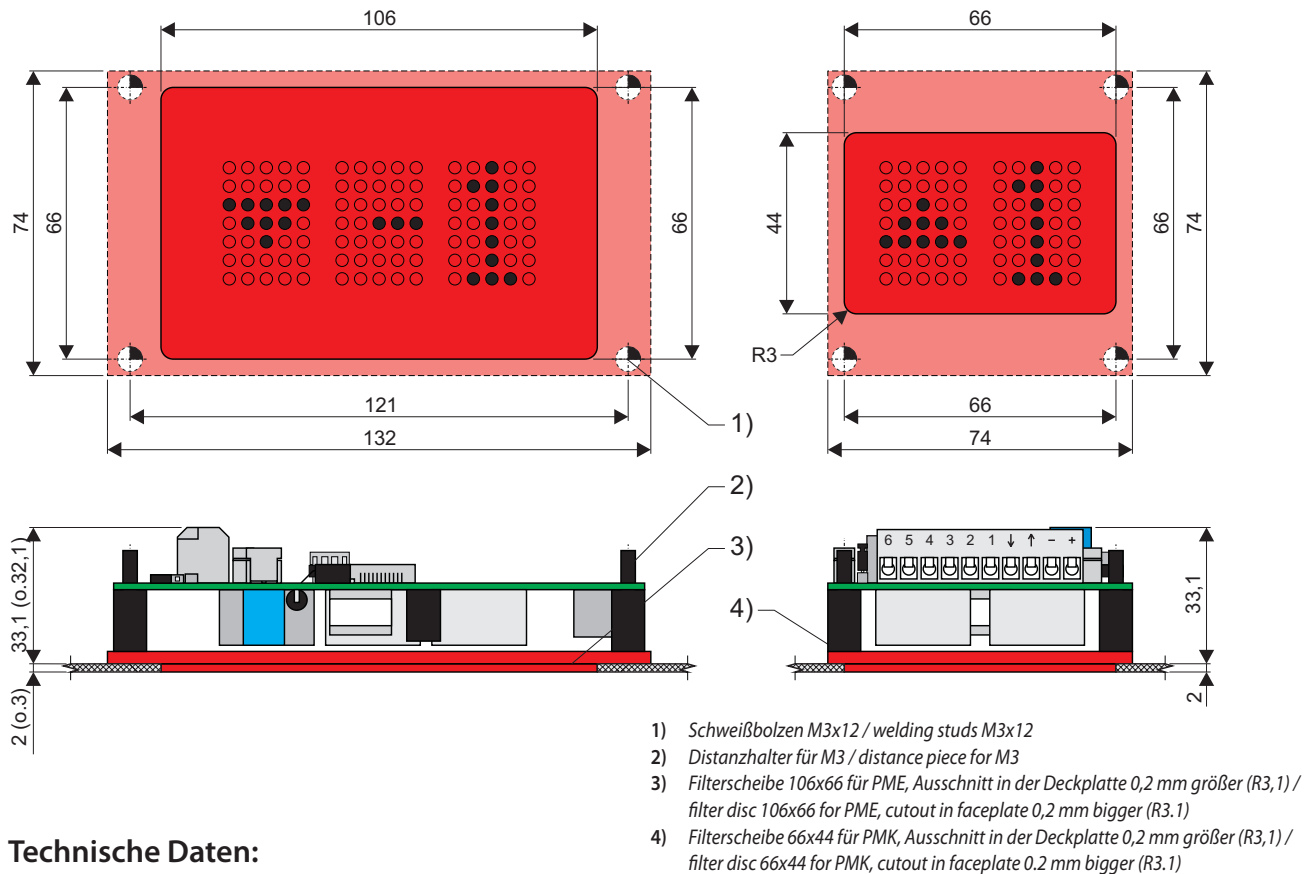 106
66
74
66
66
44
66
74
R3
121
132
1)
66
74
2)
3)
4)
33,1 (o.32,1)
2 (o.3)
6 5 4 3 2 1 ↓ ↑ − +
33,1
2
1) Schweißbolzen M3x12 / welding studs M3x12
2) Distanzhalter für M3 / distance piece for M3
3) Filterscheibe 106x66 für PME, Ausschnitt in der Deckplatte 0,2 mm größer (R3,1) /
filter disc 106x66 for PME, cutout in faceplate 0,2 mm bigger (R3.1)
4) Filterscheibe 66x44 für PMK, Ausschnitt in der Deckplatte 0,2 mm größer (R3,1) /
filter disc 66x44 for PMK, cutout in faceplate 0.2 mm bigger (R3.1)
Technische Daten: